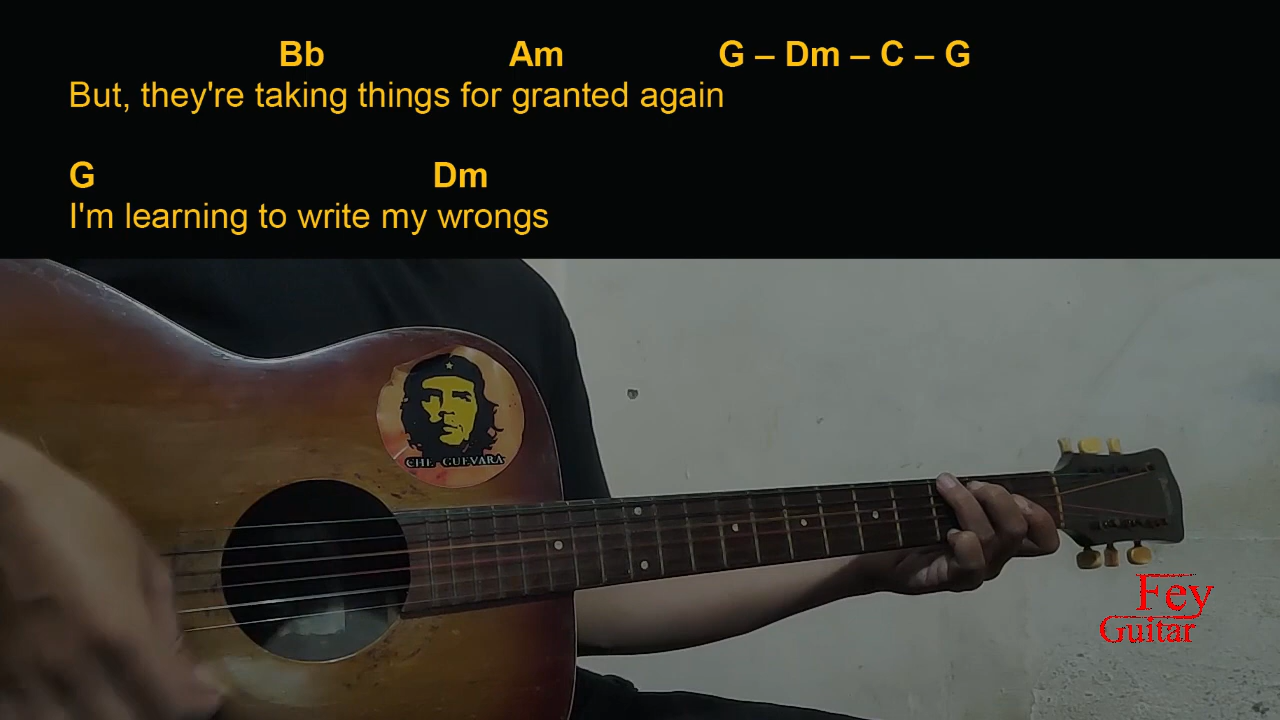 Bb Am G – Dm – C – G
But, they're taking things for granted again
G Dm
I'm learning to write my wrongs
CHE GUEVARA
Fey
Guitar